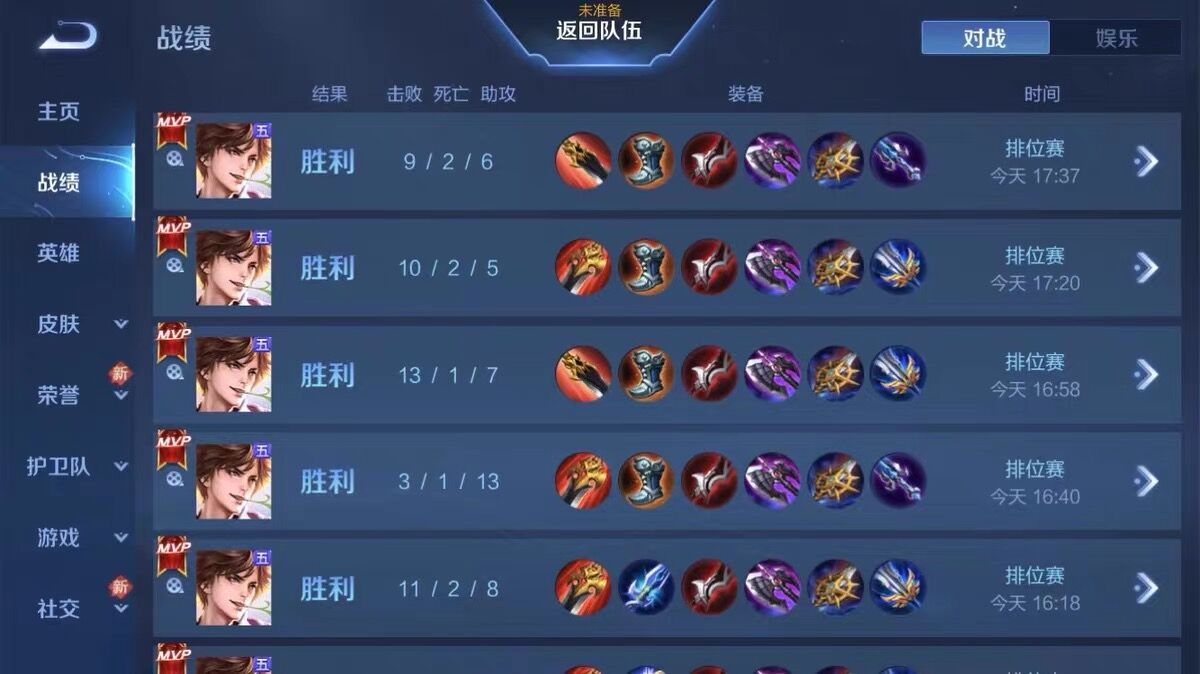 未准备
返回队伍
战绩
对战
娱乐
主页
战绩
英雄
皮肤
荣誉
新
护卫队
游戏
社交
新
结果 击败 死亡 助攻 装备 时间
MVP
五
胜利 9 / 2 / 6
排位赛
今天 17:37
MVP
五
胜利 10 / 2 / 5
排位赛
今天 17:20
MVP
五
胜利 13 / 1 / 7
排位赛
今天 16:58
MVP
五
胜利 3 / 1 / 13
排位赛
今天 16:40
MVP
五
胜利 11 / 2 / 8
排位赛
今天 16:18
MVP
五